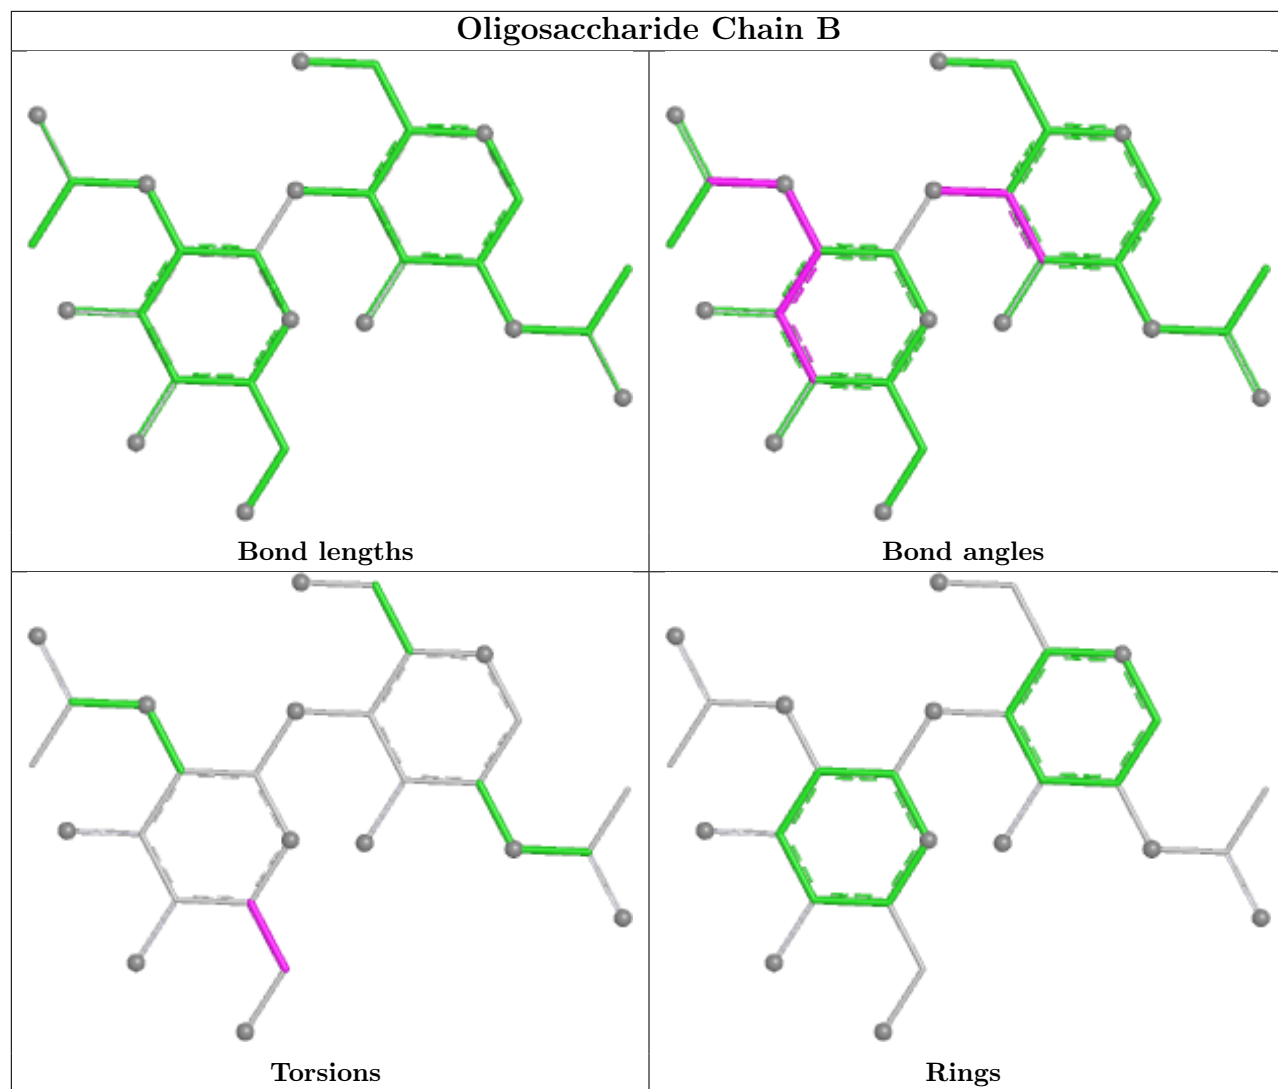 Oligosaccharide Chain B
Bond lengths
Bond angles
Torsions
Rings